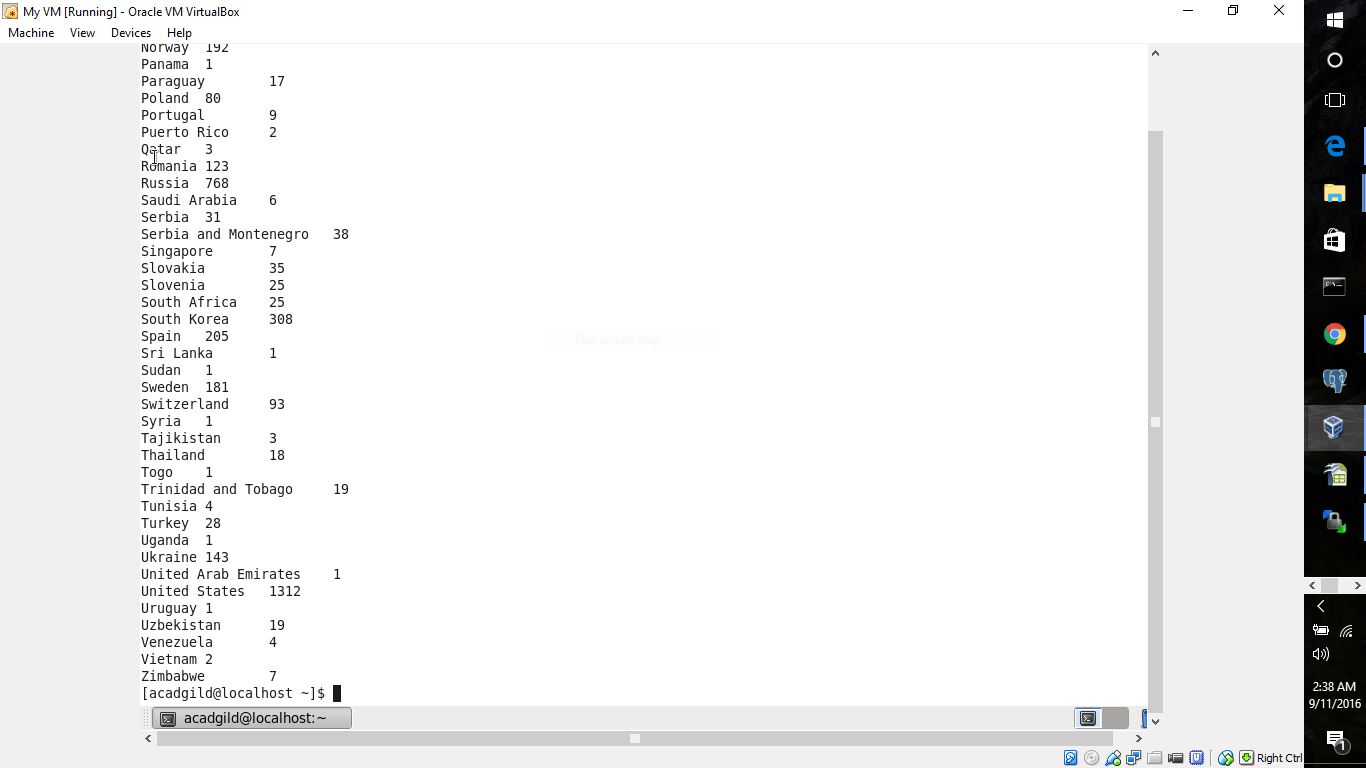 My VM [Running] - Oracle VM VirtualBox
Machine View Devices Help
Norway 192
Panama 1
Paraguay 17
Poland 80
Portugal 9
Puerto Rico 2
Qatar 3
Romania 123
Russia 768
Saudi Arabia 6
Serbia 31
Serbia and Montenegro 38
Singapore 7
Slovakia 35
Slovenia 25
South Africa 25
South Korea 308
Spain 205
Sri Lanka 1
Sudan 1
Sweden 181
Switzerland 93
Syria 1
Tajikistan 3
Thailand 18
Togo 1
Trinidad and Tobago 19
Tunisia 4
Turkey 28
Uganda 1
Ukraine 143
United Arab Emirates 1
United States 1312
Uruguay 1
Uzbekistan 19
Venezuela 4
Vietnam 2
Zimbabwe 7
[acadgild@localhost ~]$
acadgild@localhost:~
Right Ctrl
Full-screen Snip
2:38 AM
9/11/2016
1